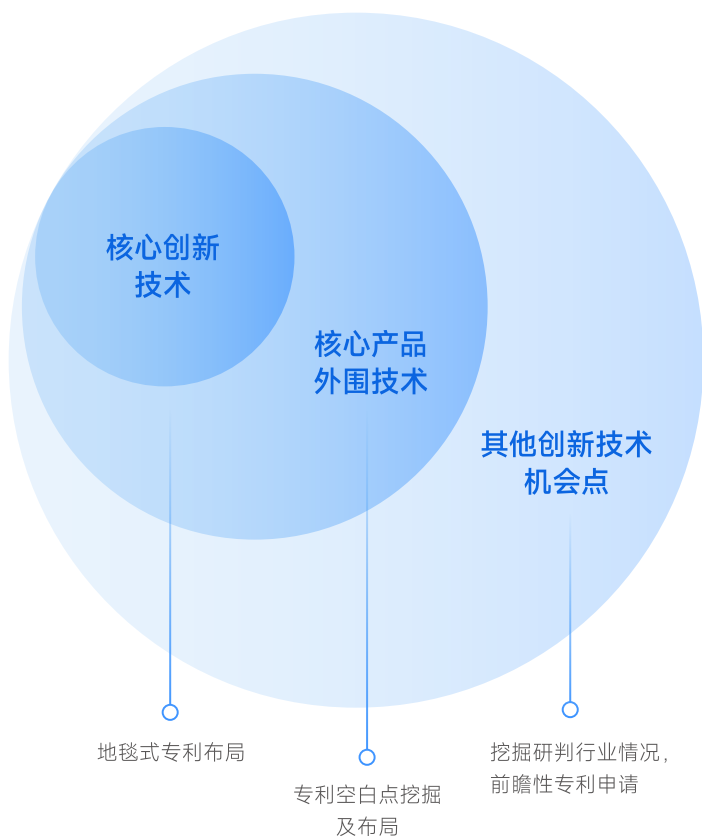 核心创新
技术
核心产品
外围技术
其他创新技术
机会点
地毯式专利布局
专利空白点挖掘
及布局
挖掘研判行业情况，
前瞻性专利申请